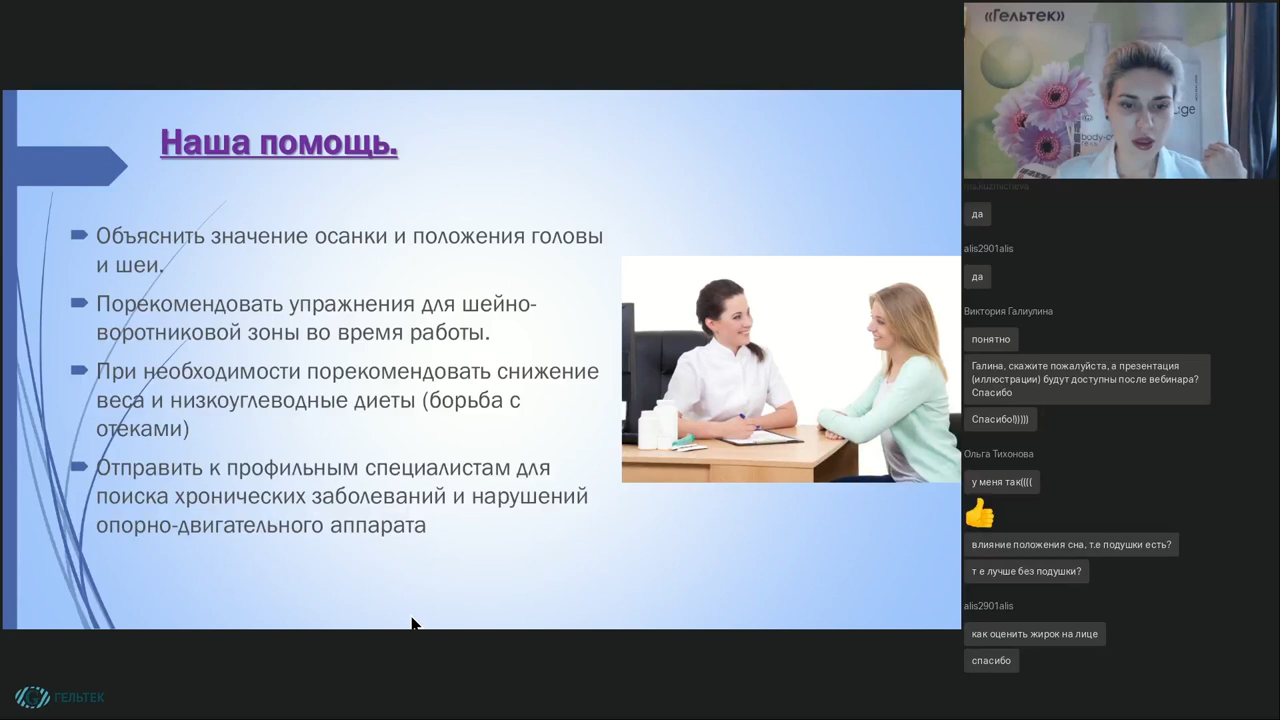 Наша помощь.
Объяснить значение осанки и положения головы
и шеи.
Порекомендовать упражнения для шейно-
воротниковой зоны во время работы.
При необходимости порекомендовать снижение
веса и низкоуглеводные диеты (борьба с
отеками)
Отправить к профильным специалистам для
поиска хронических заболеваний и нарушений
опорно-двигательного аппарата
ГЕЛЬТЕК
«Гельтек»
body-c
да
alis2901alis
да
Виктория Галиулина
понятно
Галина, скажите пожалуйста, а презентация
(иллюстрации) будут доступны после вебинара?
Спасибо
Спасибо!)))))
Ольга Тихонова
у меня так((((
влияние положения сна, т.е подушки есть?
т е лучше без подушки?
alis2901alis
как оценить жирок на лице
спасибо